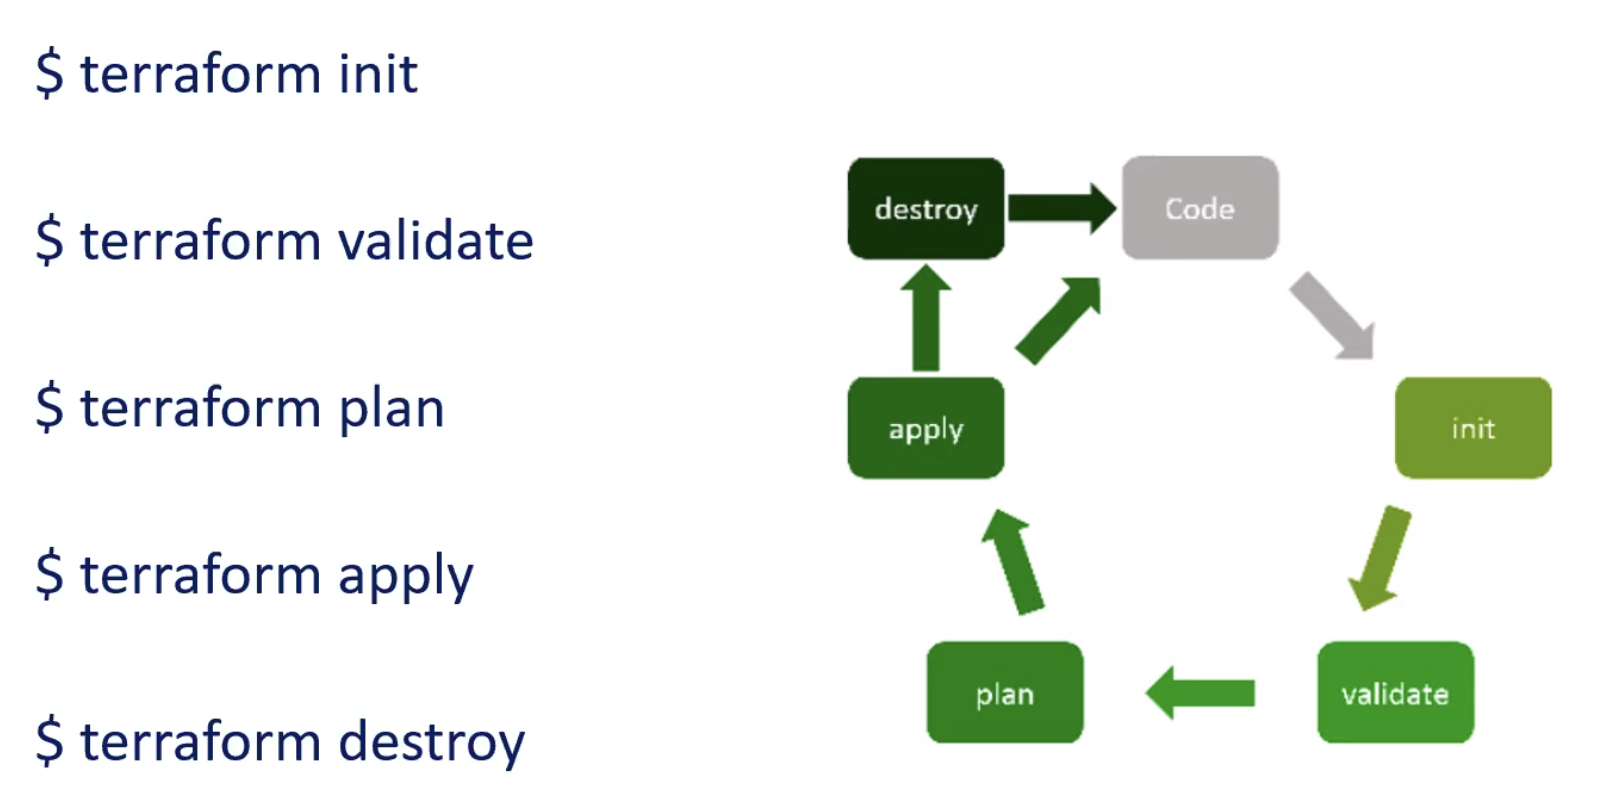 $ terraform init
$ terraform validate
$ terraform plan
$ terraform apply
$ terraform destroy
destroy
Code
apply
init
plan
validate